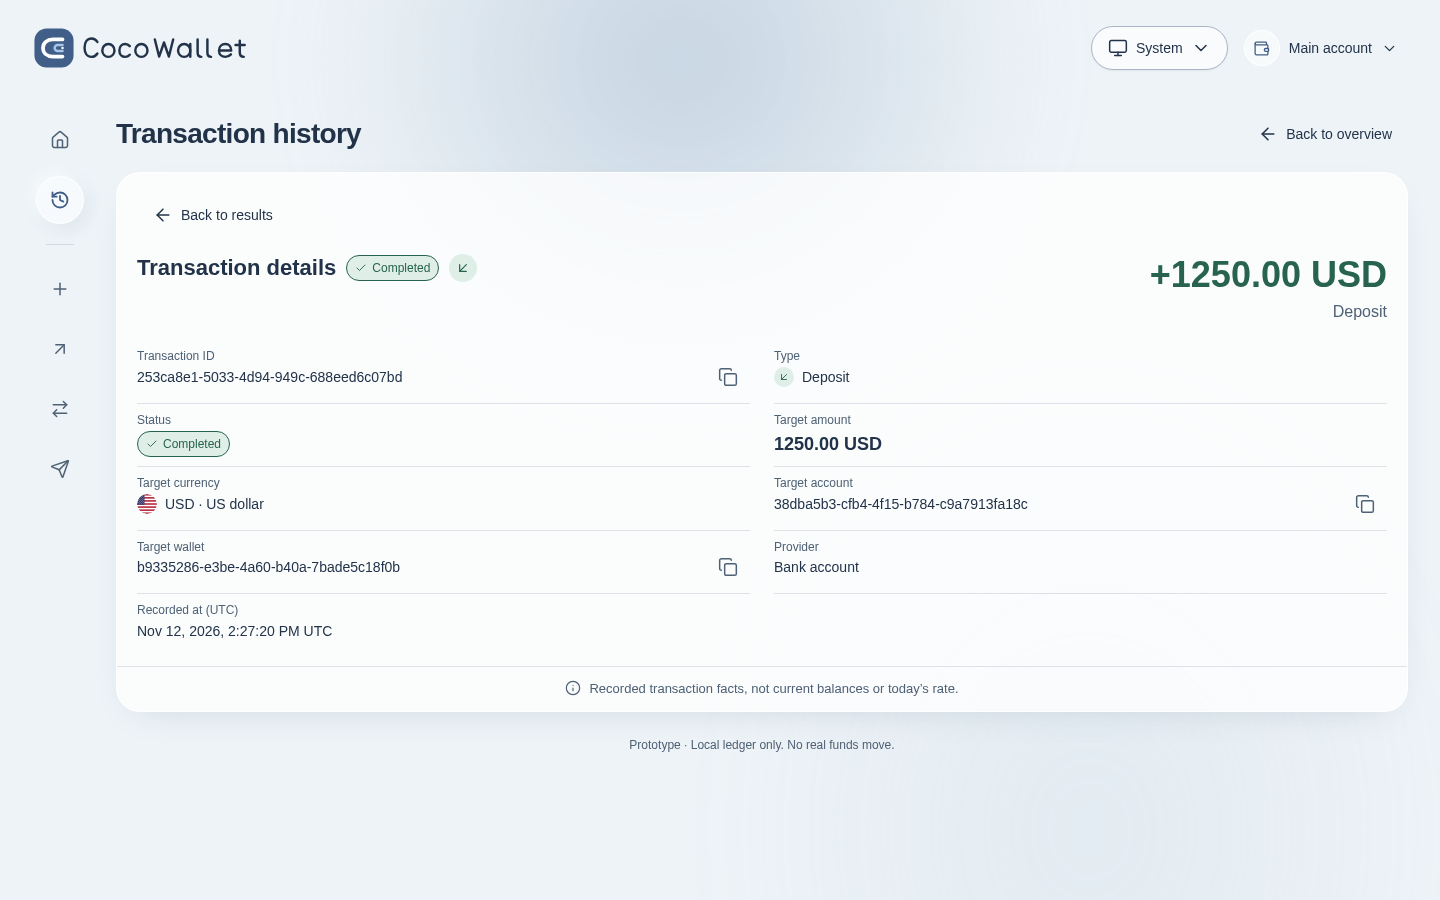 CocoWallet
System
Main account
Transaction history
Back to overview
Back to results
Transaction details
Completed
+1250.00 USD
Deposit
Transaction ID
253ca8e1-5033-4d94-949c-688eed6c07bd
Type
Deposit
Status
Completed
Target amount
1250.00 USD
Target currency
USD · US dollar
Target account
38dba5b3-cfb4-4f15-b784-c9a7913fa18c
Target wallet
b9335286-e3be-4a60-b40a-7bade5c18f0b
Provider
Bank account
Recorded at (UTC)
Nov 12, 2026, 2:27:20 PM UTC
Recorded transaction facts, not current balances or today’s rate.
Prototype · Local ledger only. No real funds move.